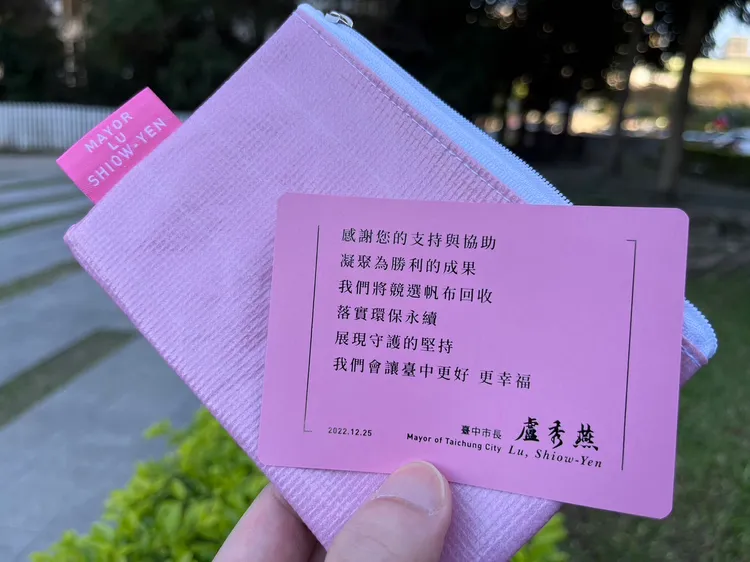 MAYOR
LU
SHIOW-YEN
感謝您的支持與協助
凝聚為勝利的成果
我們將競選帆布回收
落實環保永續
展現守護的堅持
我們會讓臺中更好 更幸福
2022.12.25
臺中市長 盧秀燕
Mayor of Taichung City Lu, Shiow-Yen